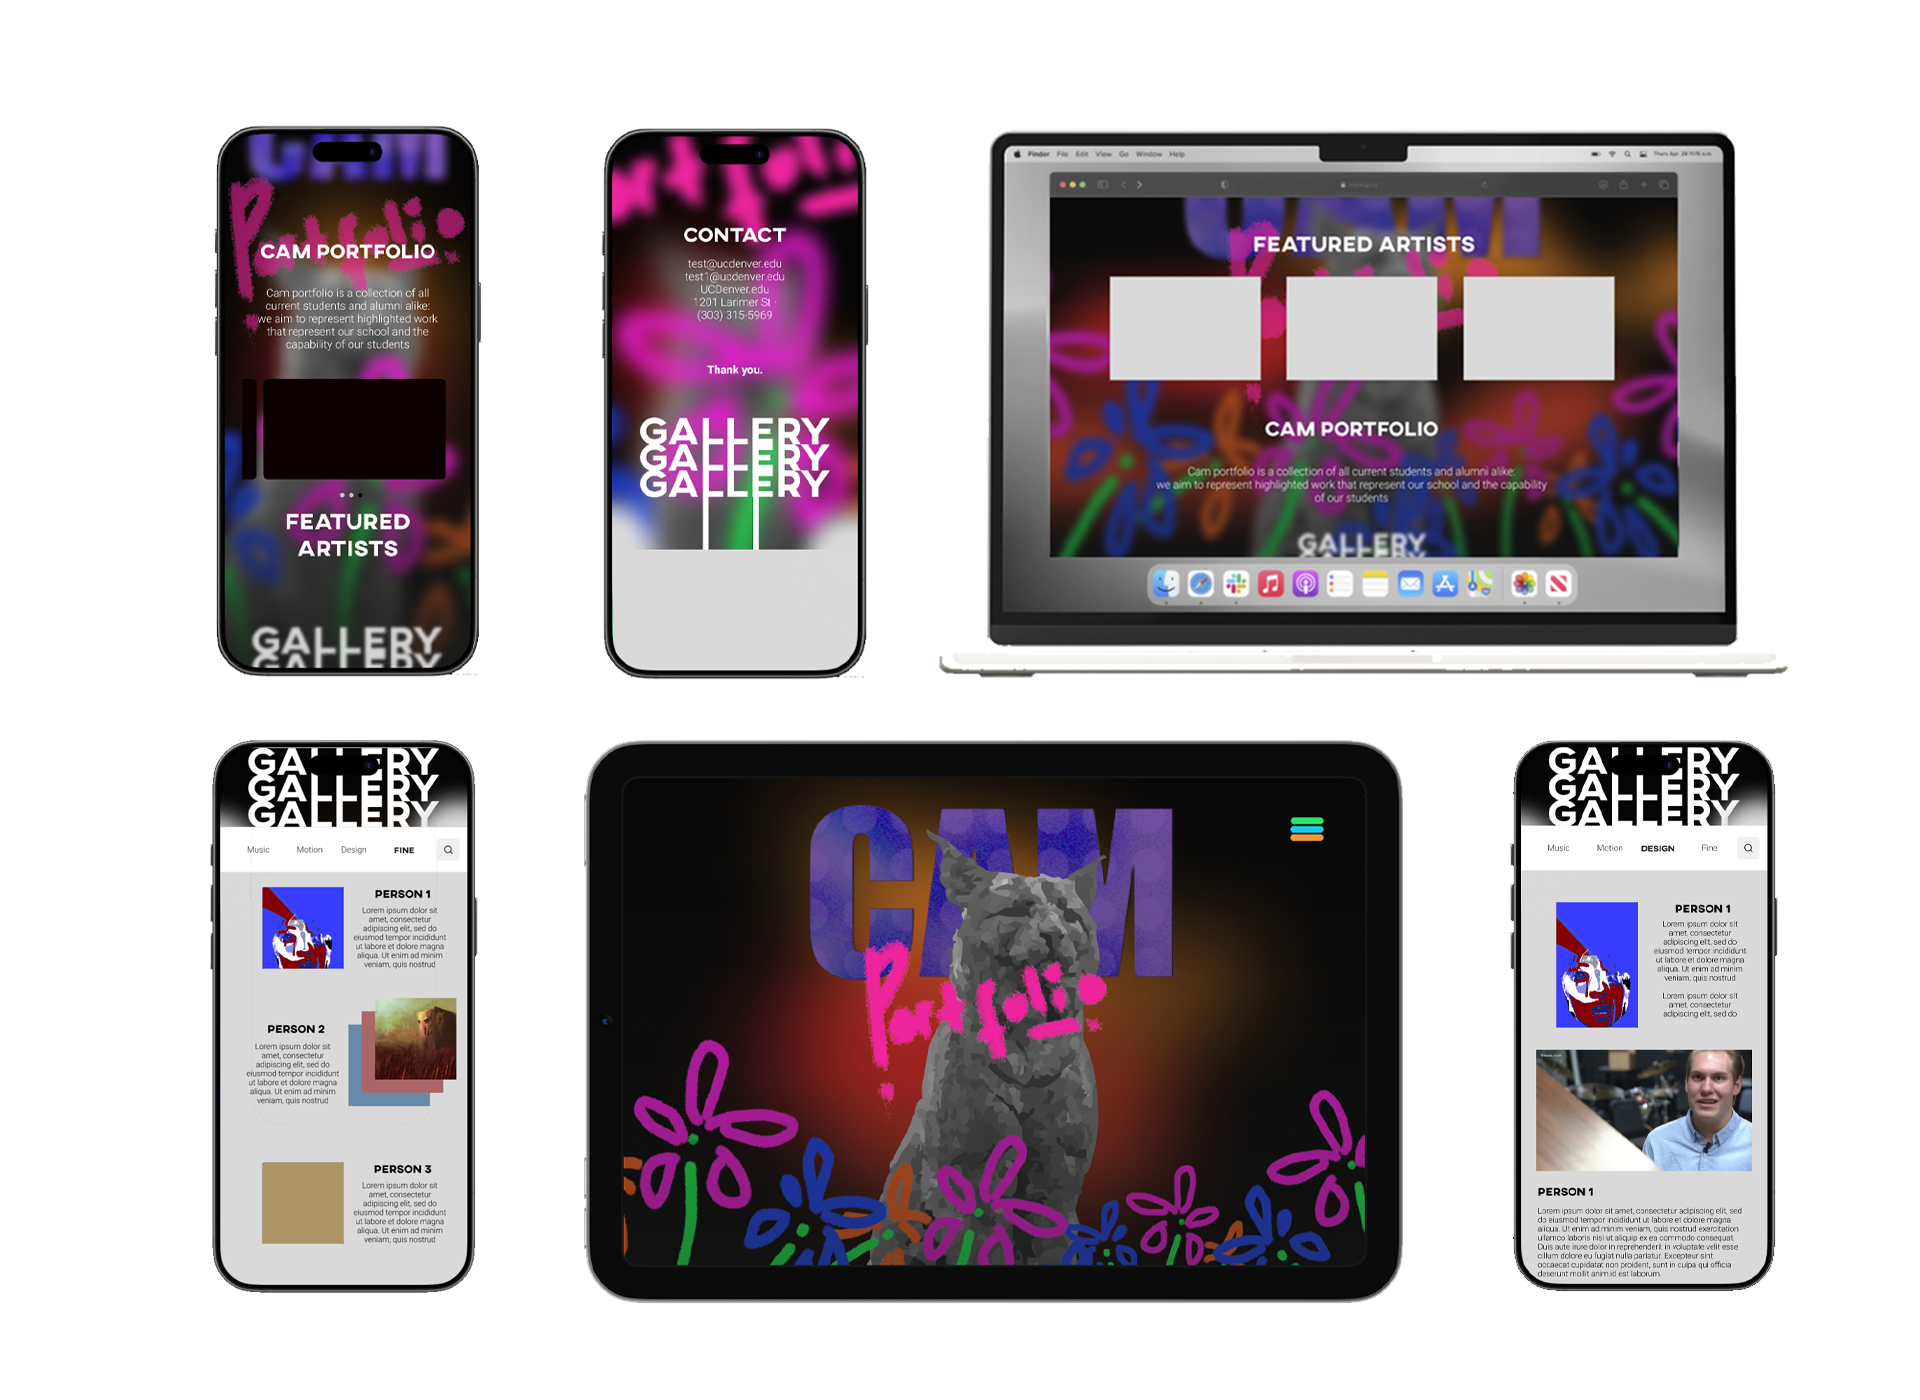 CAM
Portfolio
CAM PORTFOLIO
Cam portfolio is a collection of all
current students and alumni alike:
we aim to represent highlighted work
that represent our school and the
capability of our students
FEATURED
ARTISTS
GALLERY
GALLERY
Portfolio
CONTACT
test@ucdenver.edu
test1@ucdenver.edu
UCDenver.edu
1201 Larimer St ·
(303) 315-5969
Thank you.
GALLERY
GALLERY
GALLERY
Finder File Edit View Go Window Help
CAM
FEATURED ARTISTS
CAM PORTFOLIO
Cam portfolio is a collection of all current students and alumni alike:
we aim to represent highlighted work that represent our school and the capability
of our students
GALLERY
GALLERY
GALLERY
GALLERY
GALLERY
Music Motion Design FINE
PERSON 1
Lorem ipsum dolor sit
amet, consectetur
adipiscing elit, sed do
eiusmod tempor incididunt
ut labore et dolore magna
aliqua. Ut enim ad minim
veniam, quis nostrud
PERSON 2
Lorem ipsum dolor sit
amet, consectetur
adipiscing elit, sed do
eiusmod tempor incididunt
ut labore et dolore magna
aliqua. Ut enim ad minim
veniam, quis nostrud
PERSON 3
Lorem ipsum dolor sit
amet, consectetur
adipiscing elit, sed do
eiusmod tempor incididunt
ut labore et dolore magna
aliqua. Ut enim ad minim
veniam, quis nostrud
CAM
Portfolio
GALLERY
GALLERY
GALLERY
Music Motion DESIGN Fine
PERSON 1
Lorem ipsum dolor sit
amet, consectetur
adipiscing elit, sed do
eiusmod tempor incididunt
ut labore et dolore magna
aliqua. Ut enim ad minim
veniam, quis nostrud
Lorem ipsum dolor sit
amet, consectetur
adipiscing elit, sed do
PERSON 1
Lorem ipsum dolor sit amet, consectetur adipiscing elit, sed
do eiusmod tempor incididunt ut labore et dolore magna
aliqua. Ut enim ad minim veniam, quis nostrud exercitation
ullamco laboris nisi ut aliquip ex ea commodo consequat.
Duis aute irure dolor in reprehenderit in voluptate velit esse
cillum dolore eu fugiat nulla pariatur. Excepteur sint
occaecat cupidatat non proident, sunt in culpa qui officia
deserunt mollit anim id est laborum.